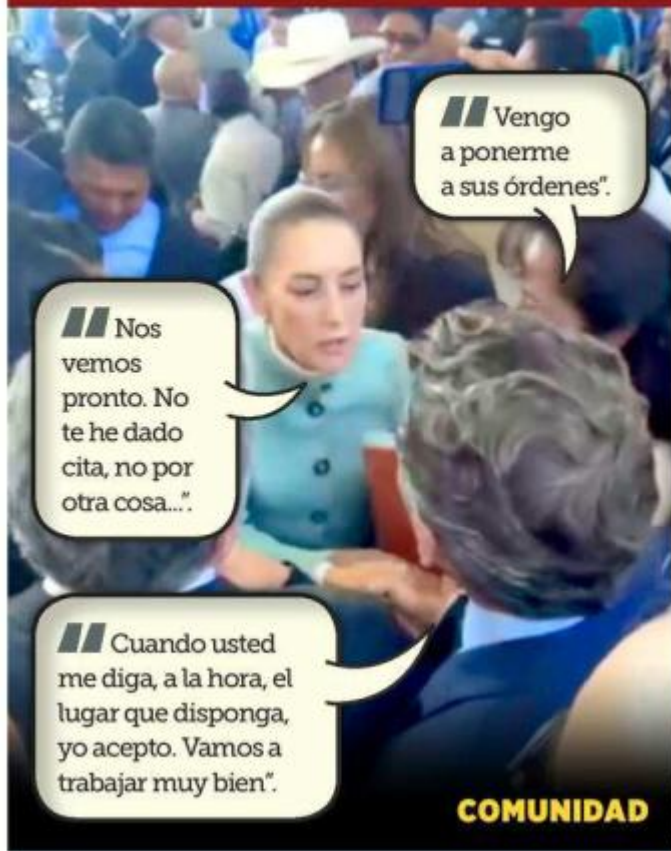 " Vengo
a ponerme
a sus órdenes”.
" Nos
vemos
pronto. No
te he dado
cita, no por
otra cosa...”.
" Cuando usted
me diga, a la hora, el
lugar que disponga,
yo acepto. Vamos a
trabajar muy bien”.
COMUNIDAD